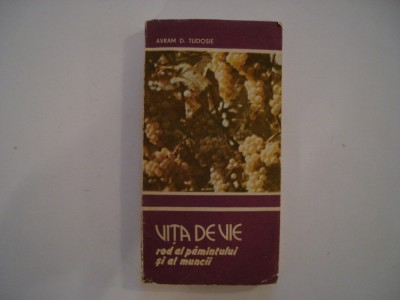 AVRAM D. TUDOSIE
VIȚA DE VIE
rod al pămîntului
și al muncii